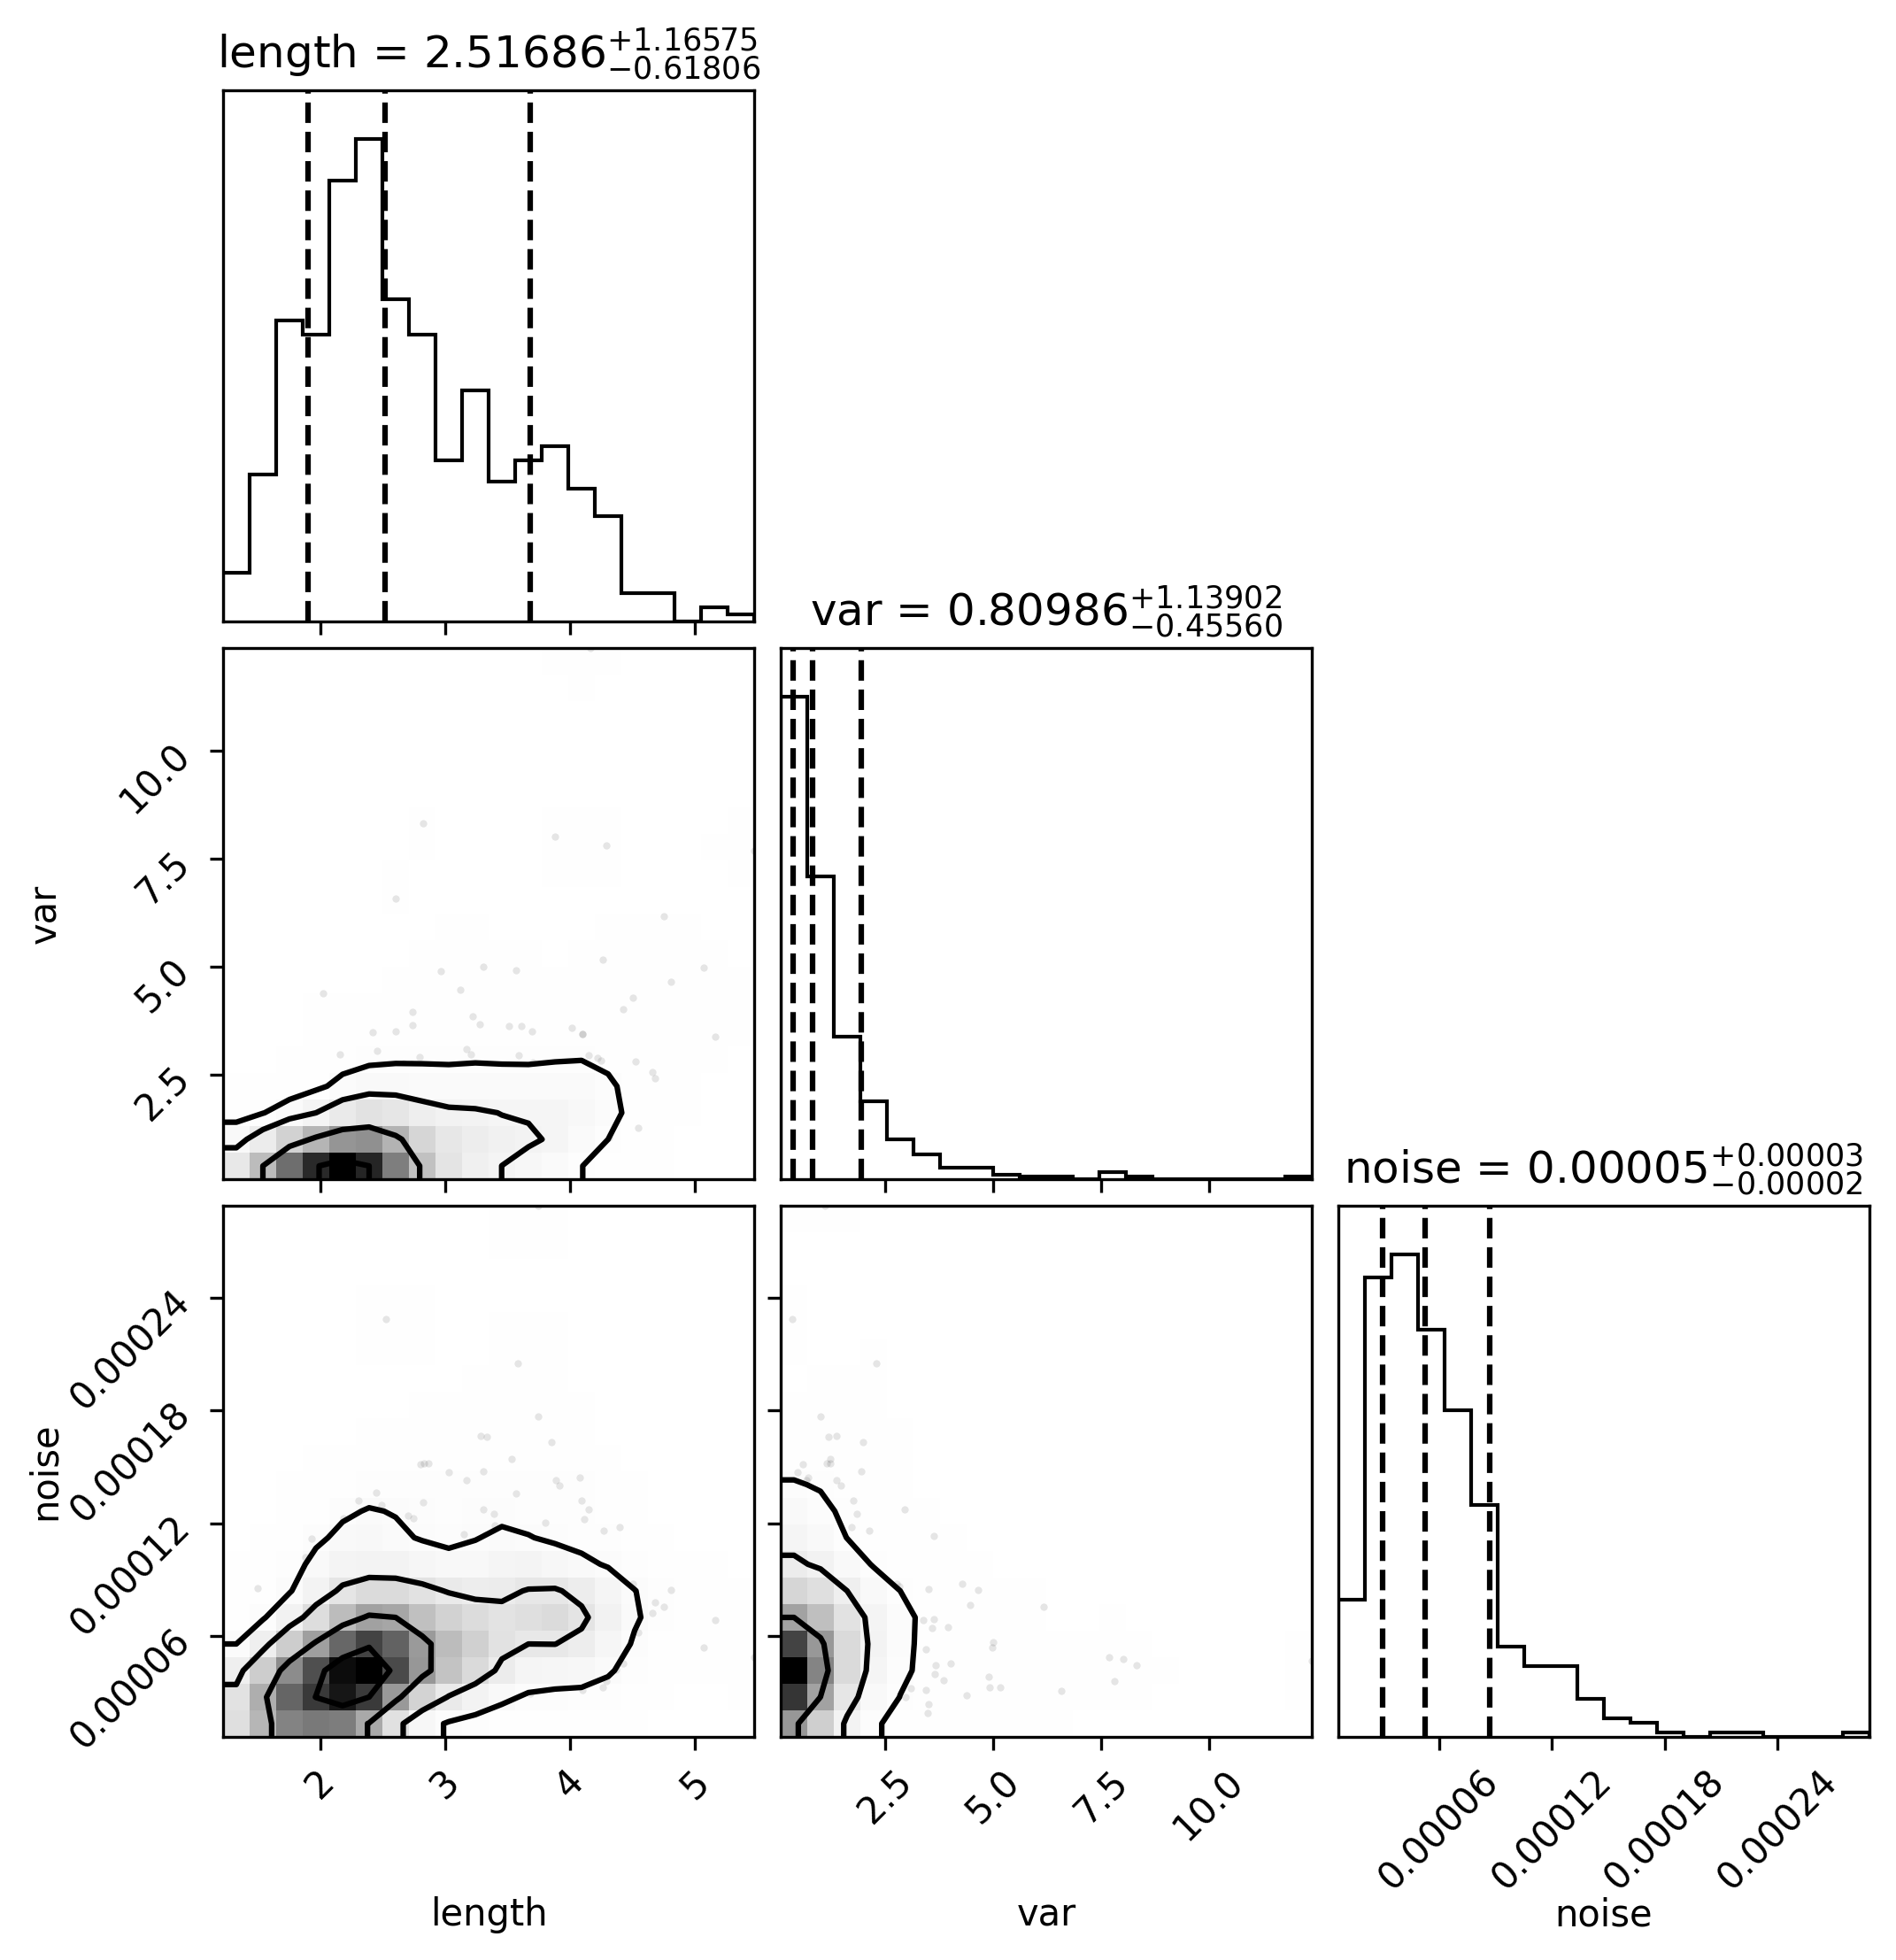 length = 2.51686 +1.16575 −0.61806
var = 0.80986 +1.13902 −0.45560
10.0
7.5
5.0
2.5
var
noise = 0.00005 +0.00003 −0.00002
0.00024
0.00018
0.00012
0.00006
noise
2 3 4 5
2.5 5.0 7.5 10.0
0.00006 0.00012 0.00018 0.00024
length var noise